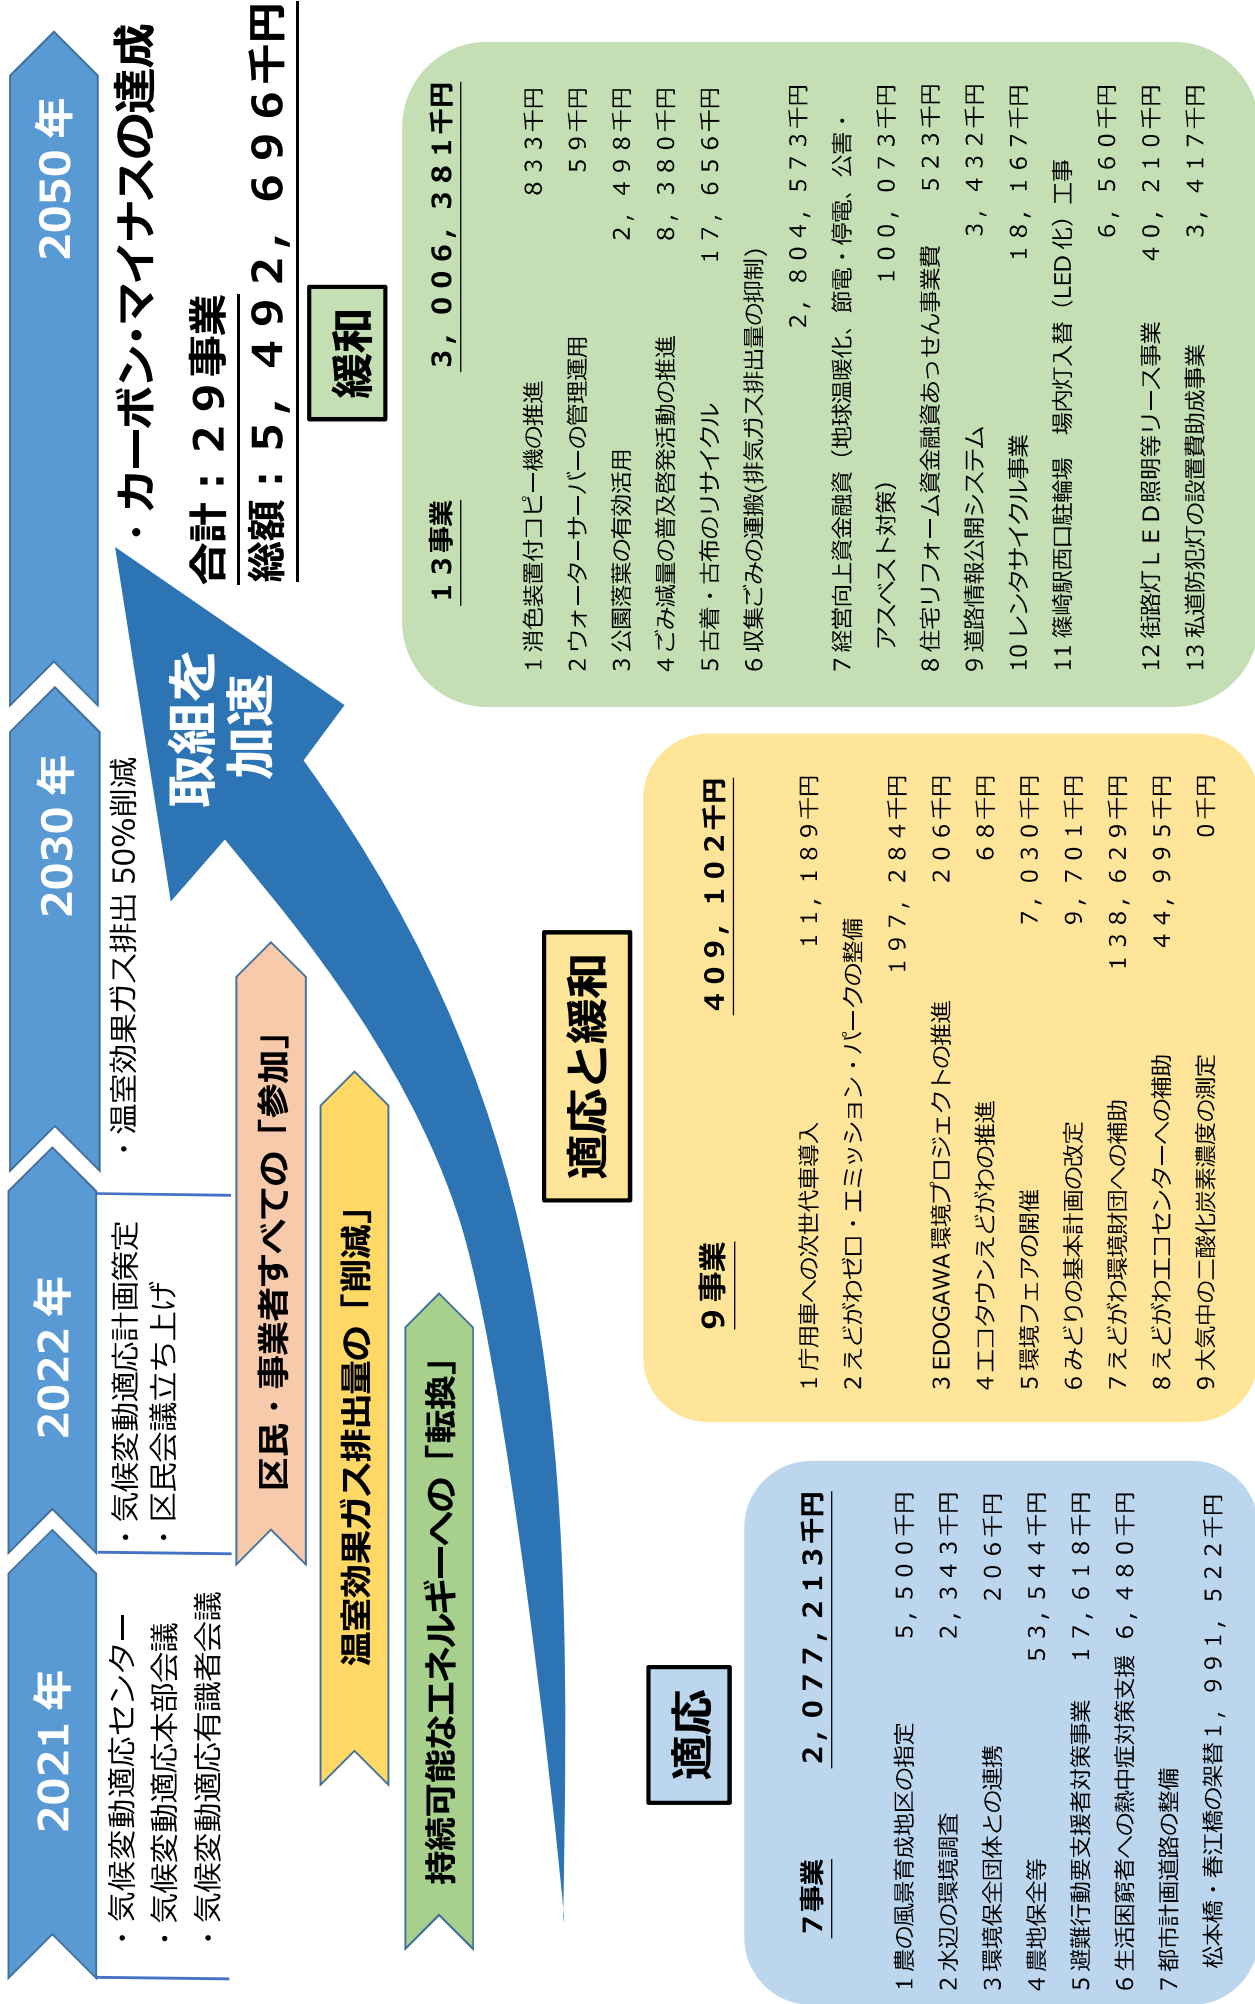 2021年
2022年
2030年
2050年
・気候変動適応センター
・気候変動適応本部会議
・気候変動適応有識者会議
・気候変動適応計画策定
・区民会議立ち上げ
・温室効果ガス排出50%削減
・カーボン・マイナスの達成
合計：２９事業
総額：５，４９２，６９６千円
取組を
加速
区民・事業者すべての「参加」
温室効果ガス排出量の「削減」
持続可能なエネルギーへの「転換」
適応
７事業　２，０７７，２１３千円
１農の風景育成地区の指定　５，５００千円
２水辺の環境調査　２，３４３千円
３環境保全団体との連携　２０６千円
４農地保全等　５３，５４４千円
５避難行動要支援者対策事業　１７，６１８千円
６生活困窮者への熱中症対策支援　６，４８０千円
７都市計画道路の整備
松本橋・春江橋の架替１，９９１，５２２千円
適応と緩和
９事業　４０９，１０２千円
１庁用車への次世代車導入　１１，１８９千円
２えどがわゼロ・エミッション・パークの整備
１９７，２８４千円
３EDOGAWA環境プロジェクトの推進　２０６千円
４エコタウンえどがわの推進　６８千円
５環境フェアの開催　７，０３０千円
６みどりの基本計画の改定　９，７０１千円
７えどがわ環境財団への補助　１３８，６２９千円
８えどがわエコセンターへの補助　４４，９９５千円
９大気中の二酸化炭素濃度の測定　０千円
緩和
１３事業　３，００６，３８１千円
１消色装置付コピー機の推進　８３３千円
２ウォーターサーバーの管理運用　５９千円
３公園落葉の有効活用　２，４９８千円
４ごみ減量の普及啓発活動の推進　８，３８０千円
５古着・古布のリサイクル　１７，６５６千円
６収集ごみの運搬(排気ガス排出量の抑制)
２，８０４，５７３千円
７経営向上資金融資（地球温暖化、節電・停電、公害・
アスベスト対策）　１００，０７３千円
８住宅リフォーム資金融資あっせん事業費　５２３千円
９道路情報公開システム　３，４３２千円
10レンタサイクル事業　１８，１６７千円
11篠崎駅西口駐輪場　場内灯入替（LED化）工事
６，５６０千円
12街路灯ＬＥＤ照明等リース事業　４０，２１０千円
13私道防犯灯の設置費助成事業　３，４１７千円